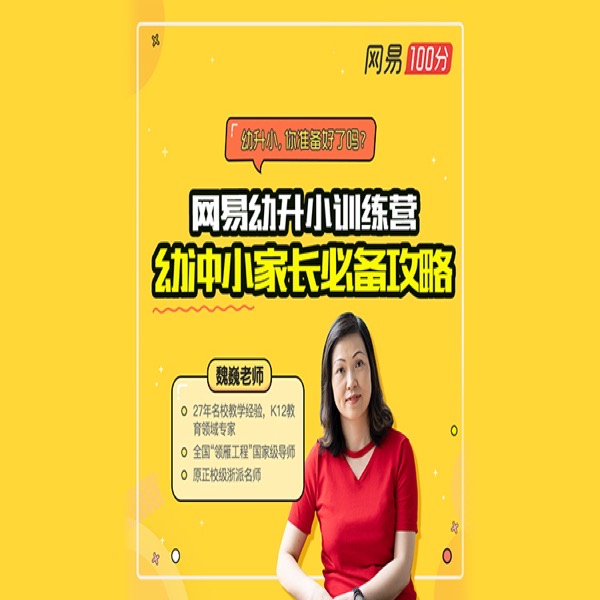 网易100分
幼升小,你准备好了吗?
网易幼升小训练营
幼冲小家长必备攻略
魏巍老师
27年名校教学经验,K12教
育领域专家
全国“领雁工程”国家级导师
原正校级浙派名师